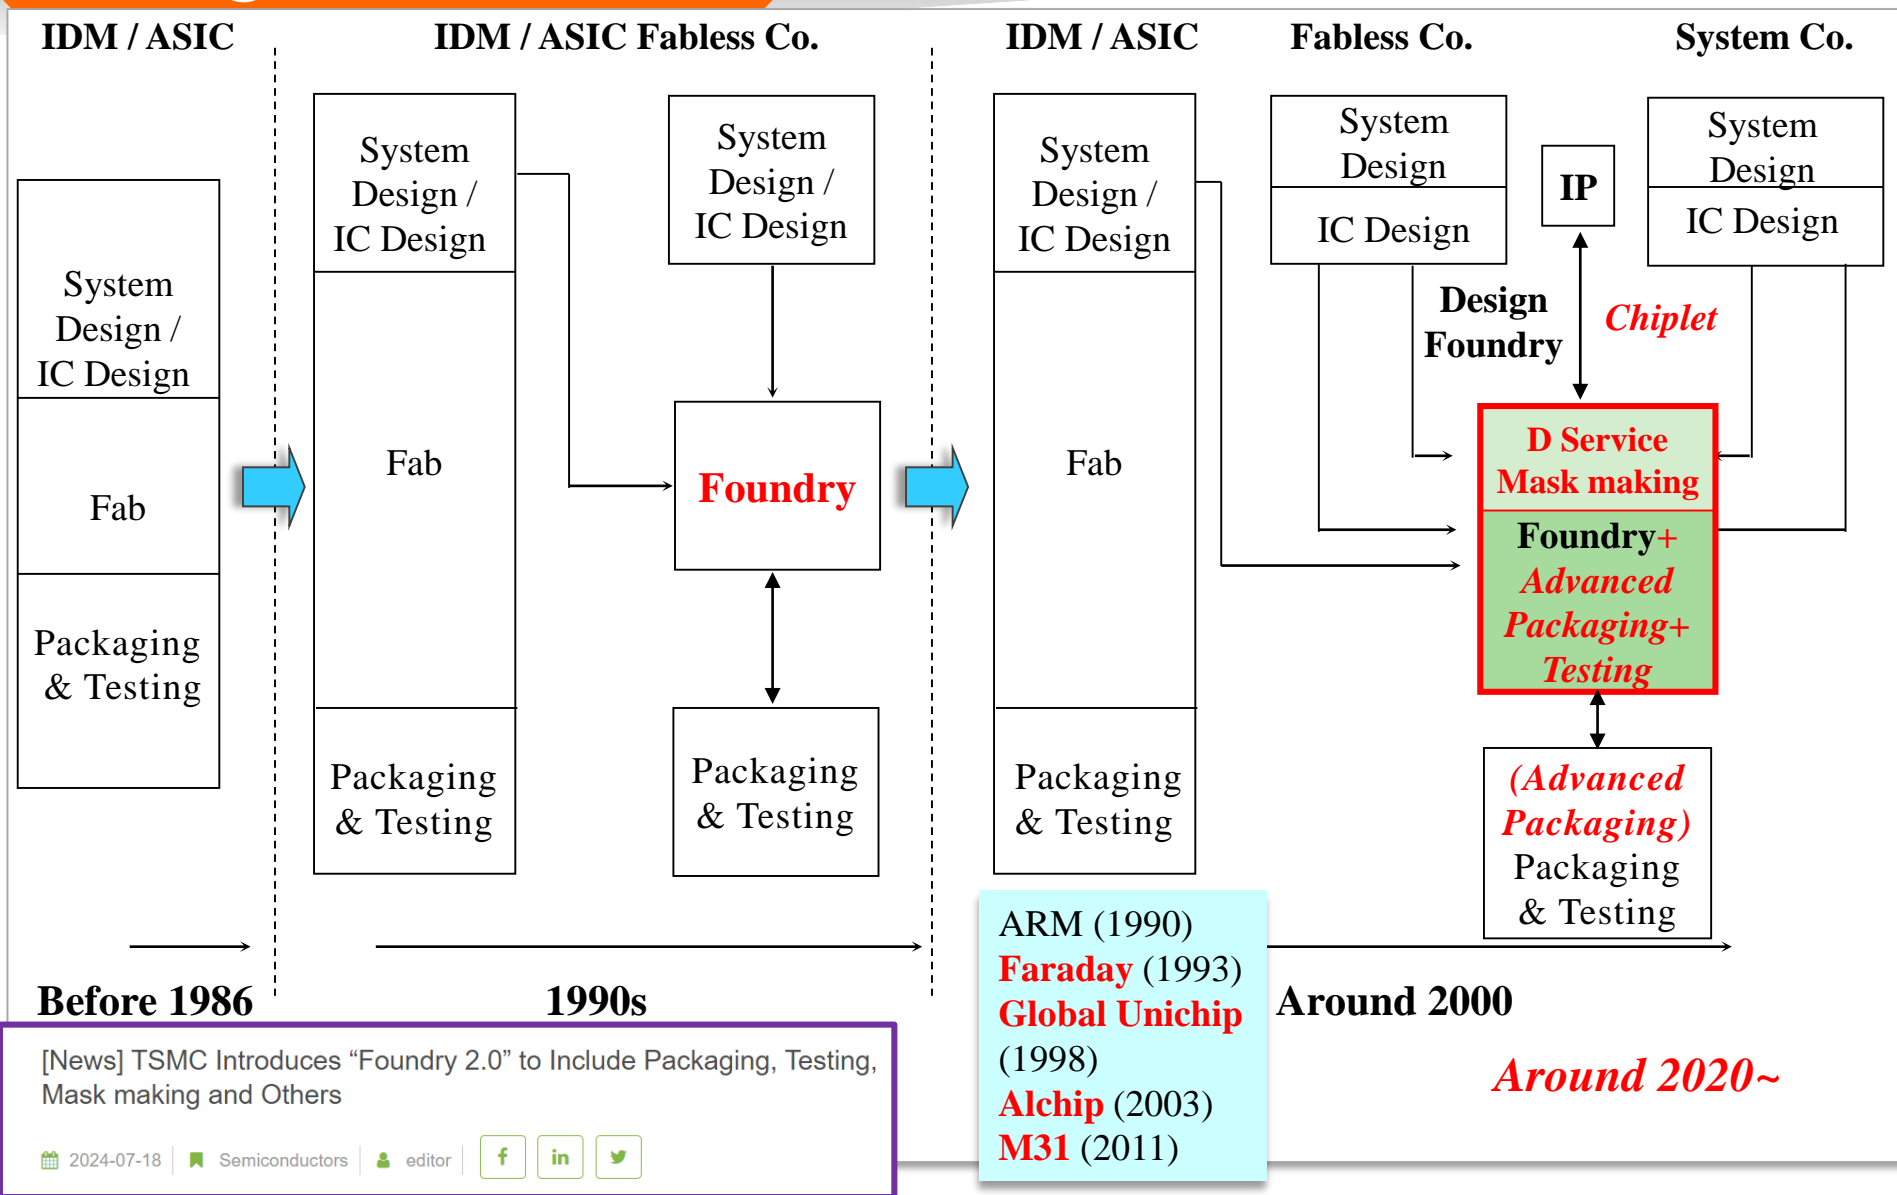 IDM / ASIC
IDM / ASIC Fabless Co.
IDM / ASIC
Fabless Co.
System Co.
System
Design /
IC Design
Fab
Packaging
& Testing
System
Design /
IC Design
Fab
Packaging
& Testing
System
Design /
IC Design
Foundry
Packaging
& Testing
System
Design /
IC Design
Fab
Packaging
& Testing
System
Design
IC Design
IP
System
Design
IC Design
Design
Foundry
Chiplet
D Service
Mask making
Foundry+
Advanced
Packaging+
Testing
(Advanced
Packaging)
Packaging
& Testing
Before 1986
1990s
ARM (1990)
Faraday (1993)
Global Unichip
(1998)
Alchip (2003)
M31 (2011)
Around 2000
Around 2020~
[News] TSMC Introduces “Foundry 2.0” to Include Packaging, Testing,
Mask making and Others
2024-07-18 Semiconductors editor f in